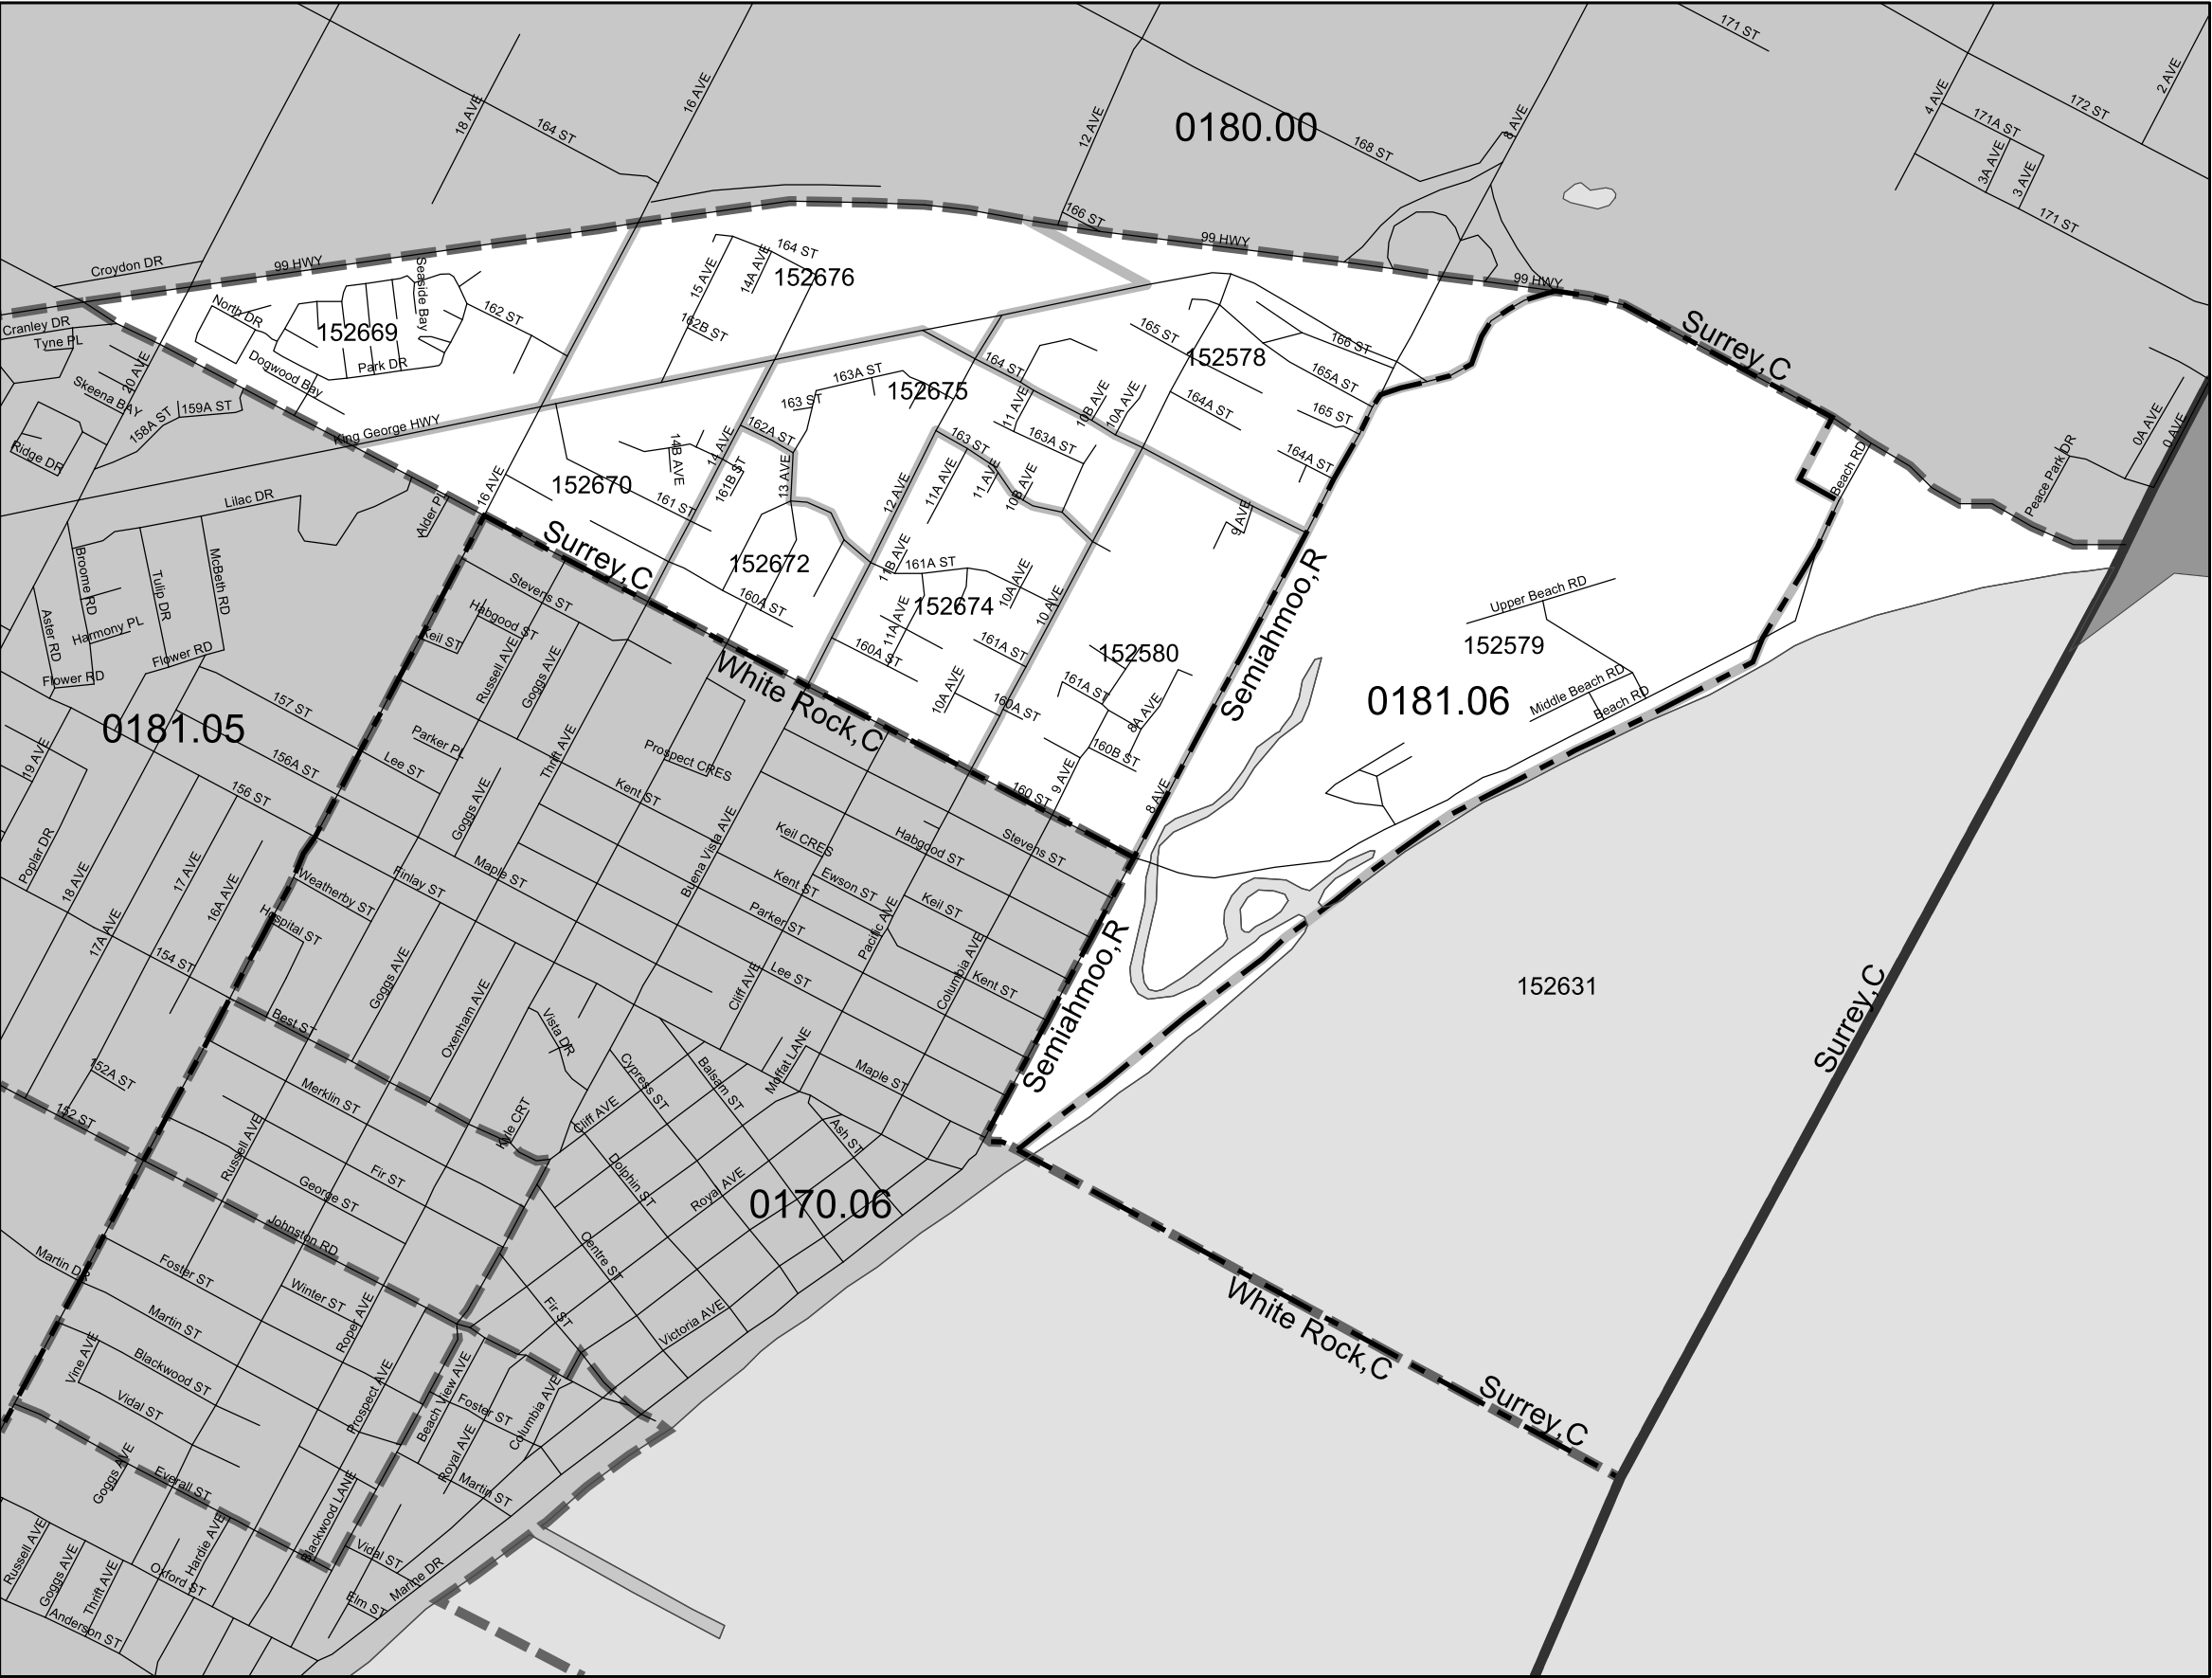 171 ST
16 AVE
18 AVE
164 ST
12 AVE
0180.00
168 ST
8 AVE
4 AVE
2 AVE
172 ST
171A ST
3A AVE
3 AVE
171 ST
166 ST
99 HWY
99 HWY
99 HWY
Croydon DR
Cranley DR
Tyne PL
20 AVE
Skeena BAY
158A ST
159A ST
Ridge DR
North DR
Seaside Bay
152669
Dogwood Bay
Park DR
162 ST
King George HWY
15 AVE
14A AVE
164 ST
152676
162B ST
163A ST
152675
163 ST
164 ST
165 ST
152578
166 ST
165A ST
165 ST
164A ST
164A ST
Surrey,C
Beach RD
Peace Park DR
0A AVE
0 AVE
11 AVE
10B AVE
10A AVE
163A ST
163 ST
162A ST
14 AVE
14B AVE
161B ST
13 AVE
12 AVE
11A AVE
11 AVE
10B AVE
152670
161 ST
16 AVE
9 AVE
Lilac DR
Alder PL
Surrey,C
152672
160A ST
11B AVE
161A ST
152674
10A AVE
10 AVE
11A AVE
160A ST
161A ST
10A AVE
160A ST
152580
161A ST
8A AVE
160B ST
9 AVE
160 ST
8 AVE
Semiahmoo,R
Upper Beach RD
152579
Middle Beach RD
Beach RD
0181.06
Broome RD
Tulip DR
McBeth RD
Aster RD
Harmony PL
Flower RD
Flower RD
Stevens ST
Habgood ST
Keil ST
Russell AVE
Goggs AVE
White Rock,C
0181.05
157 ST
156A ST
156 ST
19 AVE
Parker PL
Lee ST
Thrift AVE
Prospect CRES
Kent ST
Goggs AVE
Buena Vista AVE
Poplar DR
18 AVE
17 AVE
17A AVE
16A AVE
154 ST
Weatherby ST
Hospital ST
Finlay ST
Maple ST
Keil CRES
Habgood ST
Stevens ST
Kent ST
Ewson ST
Keil ST
Parker ST
Pacific AVE
Lee ST
Cliff AVE
Columbia AVE
Kent ST
Semiahmoo,R
152631
Surrey,C
Goggs AVE
Oxenham AVE
Best ST
Vista DR
Cypress ST
Balsam ST
Moffat LANE
Maple ST
152A ST
152 ST
Merklin ST
Russell AVE
Kyle CRT
Cliff AVE
Ash ST
Fir ST
George ST
Dolphin ST
Royal AVE
0170.06
Johnston RD
Centre ST
Martin DR
Foster ST
Winter ST
Fir ST
Victoria AVE
Martin ST
Roper AVE
White Rock,C
Surrey,C
Vine AVE
Blackwood ST
Vidal ST
Prospect AVE
Beach View AVE
Foster ST
Columbia AVE
Royal AVE
Martin ST
Goggs AVE
Everall ST
Blackwood LANE
Russell AVE
Goggs AVE
Thrift AVE
Hardie AVE
Oxford ST
Vidal ST
Marine DR
Elm ST
Anderson ST